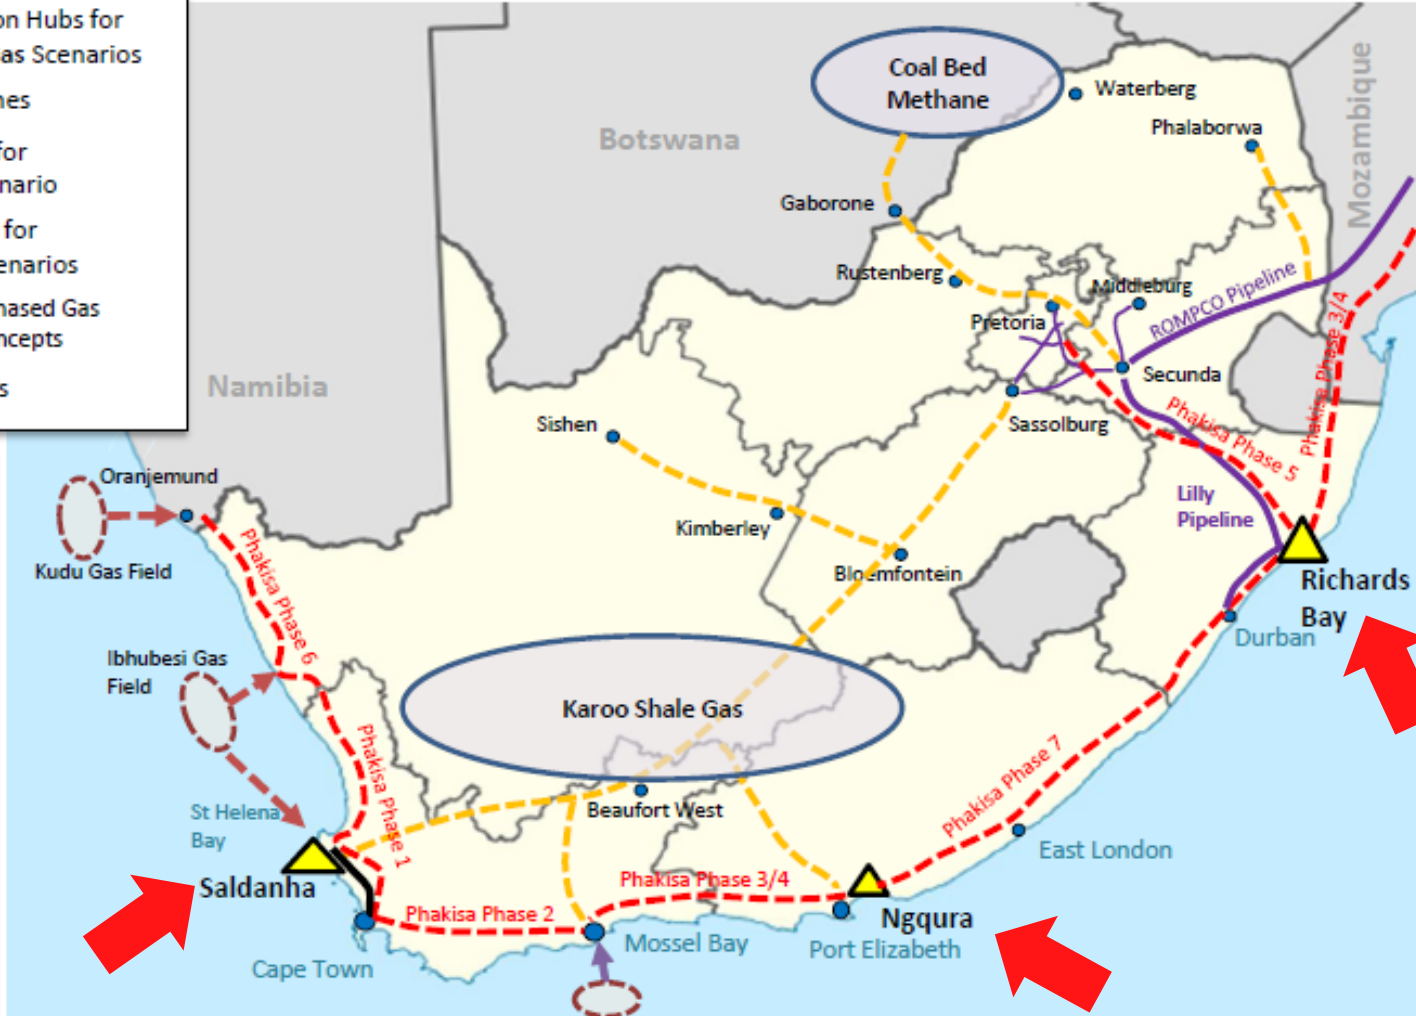 on Hubs for
as Scenarios
nes
for
nario
for
enarios
hased Gas
ncepts
s
Coal Bed
Methane
Waterberg
Phalaborwa
Mozambique
Botswana
Gaborone
Rustenberg
Middleburg
ROMPCO Pipeline
Pretoria
Secunda
Phakisa Phase 3/4
Namibia
Sishen
Sassolburg
Phakisa Phase 5
Oranjemund
Lilly
Pipeline
Kimberley
Kudu Gas Field
Bloemfontein
Richards
Bay
Phakisa Phase 6
Durban
Ibhubesi Gas
Field
Karoo Shale Gas
Phakisa Phase 1
Phakisa Phase 7
St Helena
Bay
Beaufort West
East London
Saldanha
Phakisa Phase 3/4
Phakisa Phase 2
Ngqura
Mossel Bay
Port Elizabeth
Cape Town